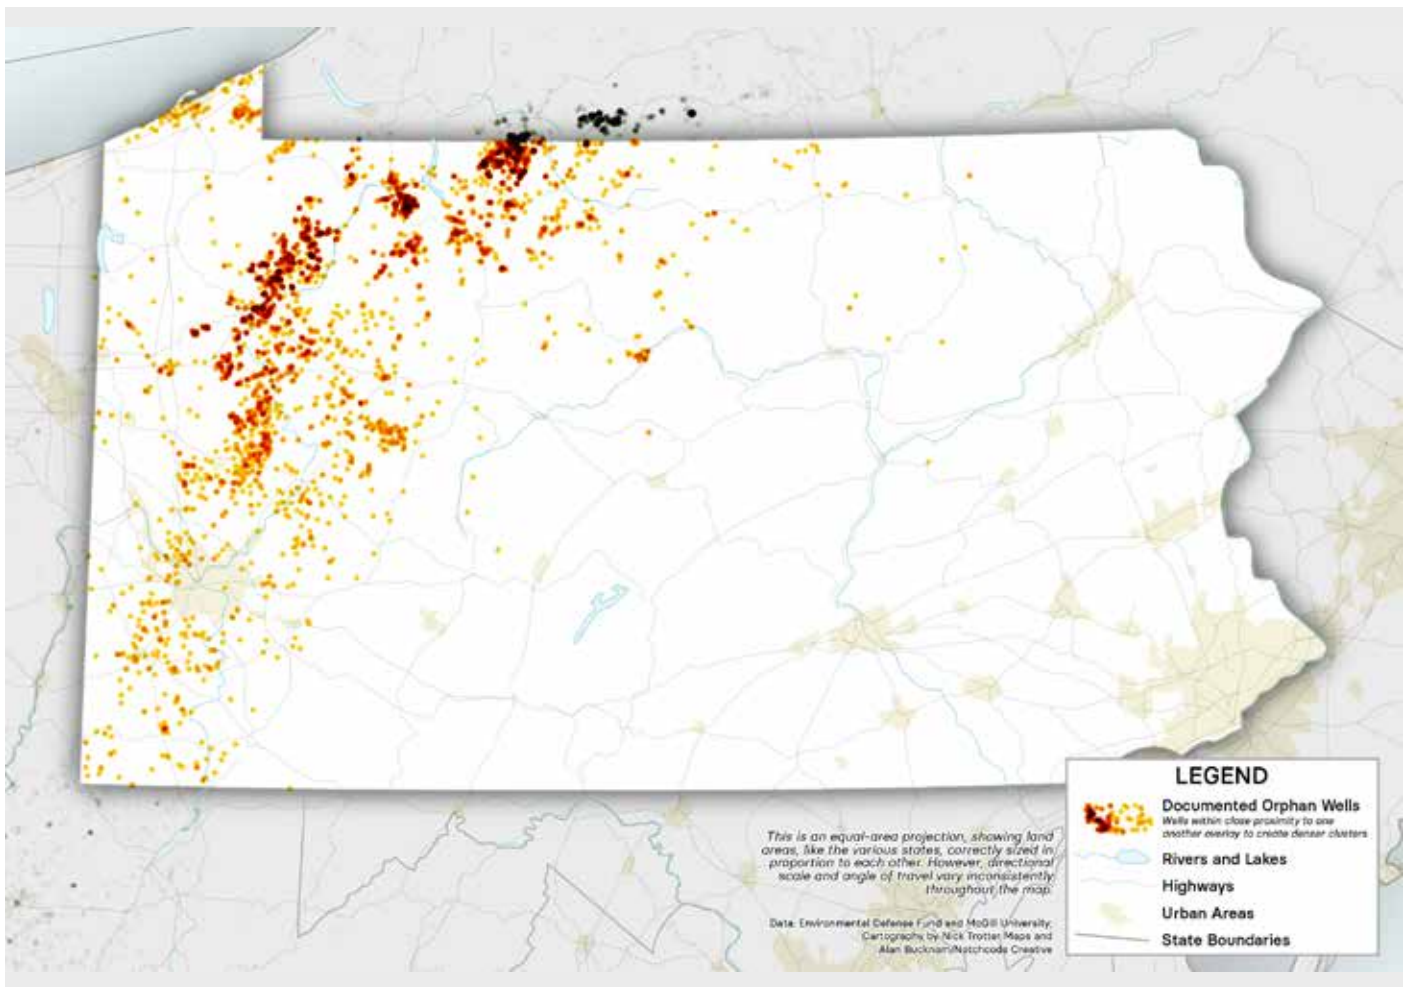 LEGEND
Documented Orphan Wells
Wells within close proximity to one
another overlay to create denser clusters
Rivers and Lakes
Highways
Urban Areas
State Boundaries
This is an equal-area projection, showing land
areas, like the various states, correctly sized in
proportion to each other. However, directional
scale and angle of travel vary inconsistently
throughout the map.
Data: Environmental Defense Fund and McGill University;
Cartography by Nick Trotter Maps and
Alan Bucknam/Notchcode Creative